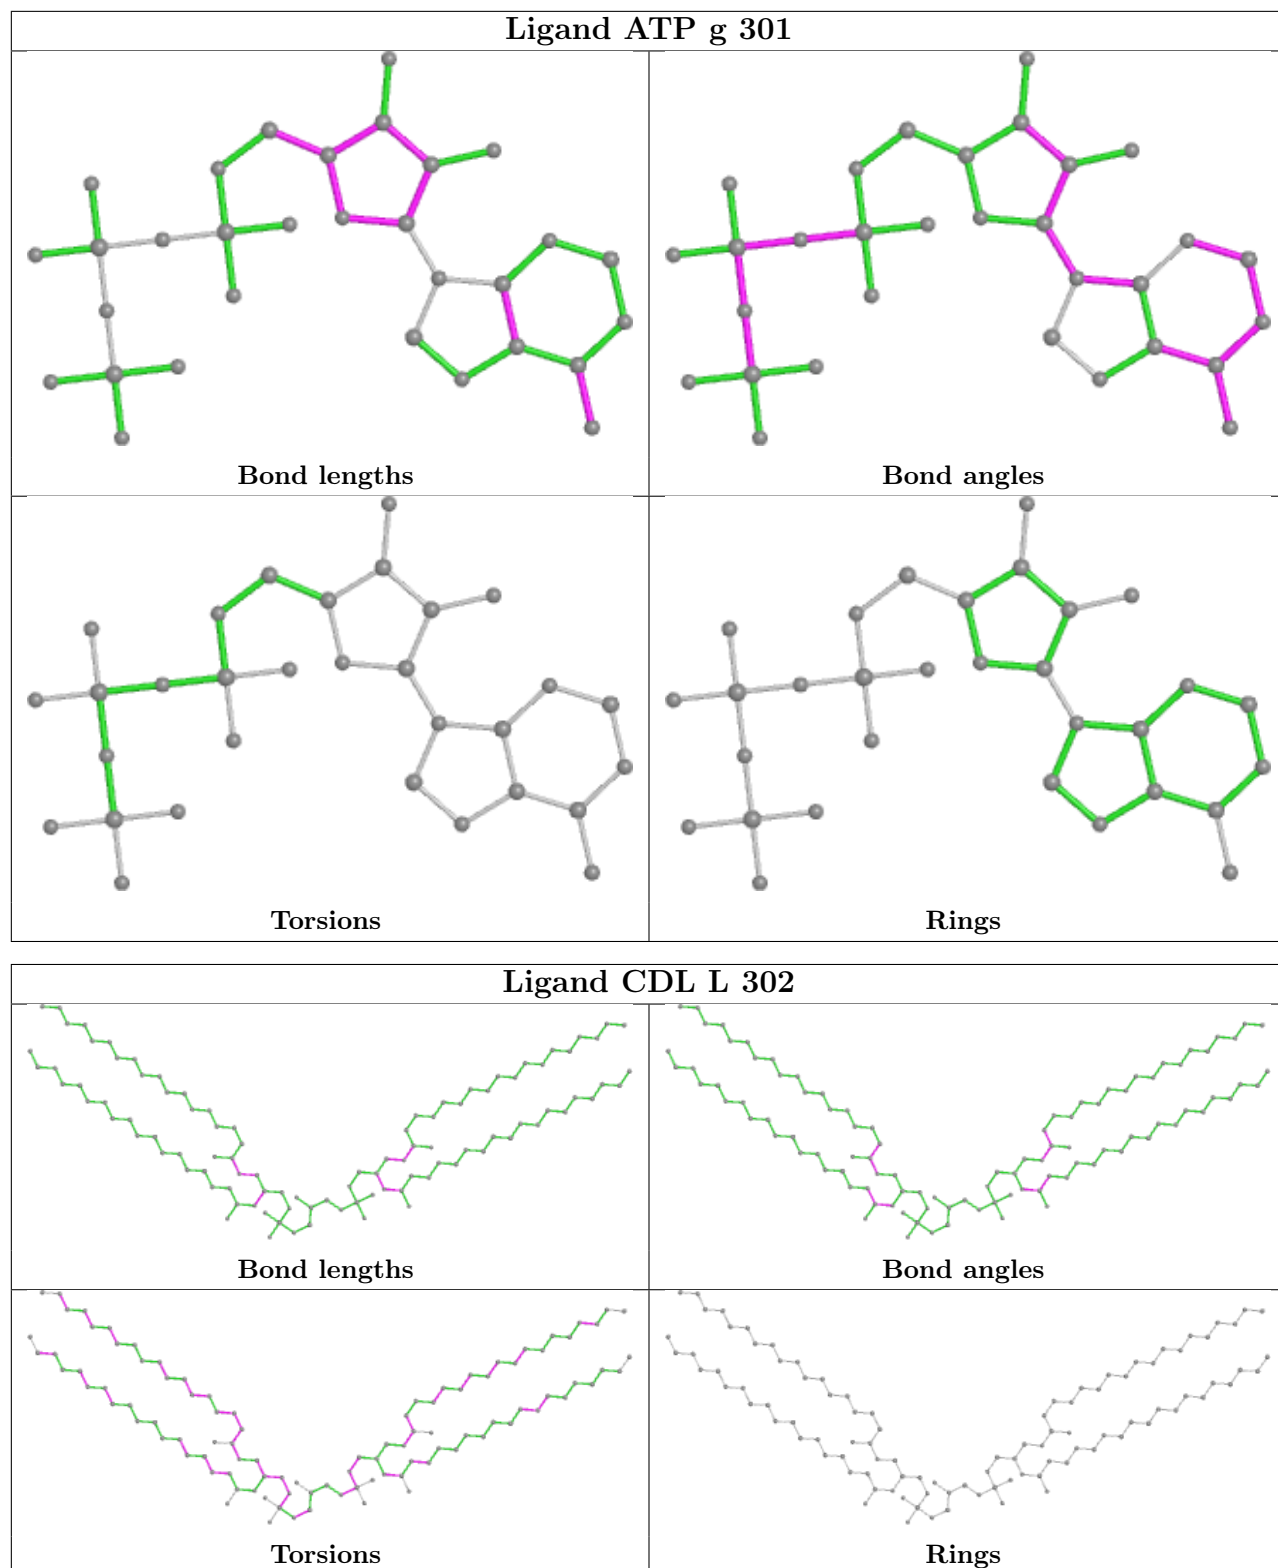 Ligand ATP g 301
Bond lengths
Bond angles
Torsions
Rings
Ligand CDL L 302
Bond lengths
Bond angles
Torsions
Rings